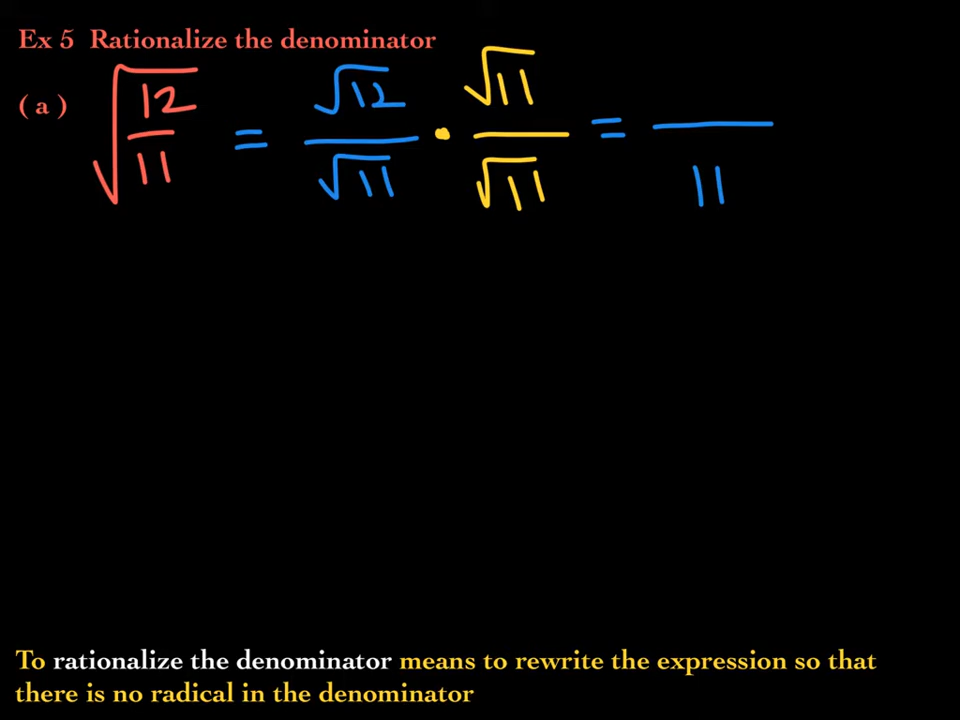 Ex 5 Rationalize the denominator
( a ) √(12/11) = √12/√11 · √11/√11 = /11
To rationalize the denominator means to rewrite the expression so that
there is no radical in the denominator